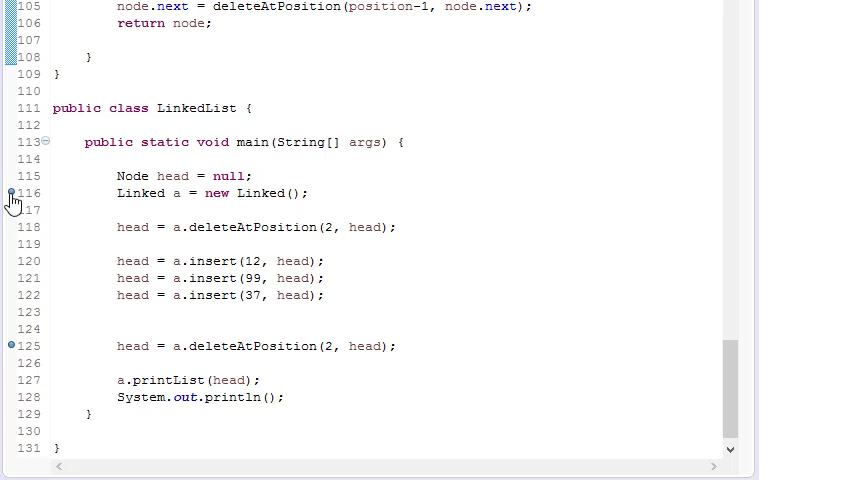 105 node.next = deleteAtPosition(position-1, node.next);
106 return node;
107
108 }
109 }
110
111 public class LinkedList {
112
113 public static void main(String[] args) {
114
115 Node head = null;
116 Linked a = new Linked();
117
118 head = a.deleteAtPosition(2, head);
119
120 head = a.insert(12, head);
121 head = a.insert(99, head);
122 head = a.insert(37, head);
123
124
125 head = a.deleteAtPosition(2, head);
126
127 a.printList(head);
128 System.out.println();
129 }
130
131 }